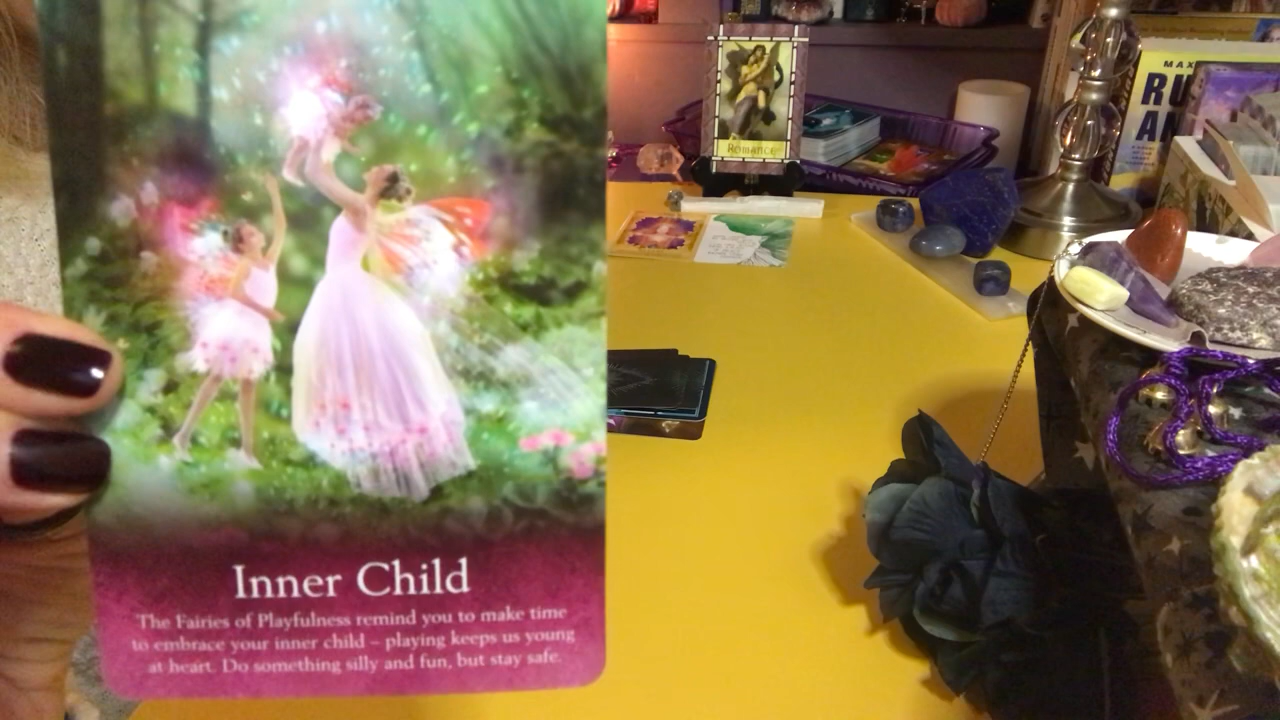 Inner Child
The Fairies of Playfulness remind you to make time
to embrace your inner child – playing keeps us young
at heart. Do something silly and fun, but stay safe.
Romance
MAX
RU
AN